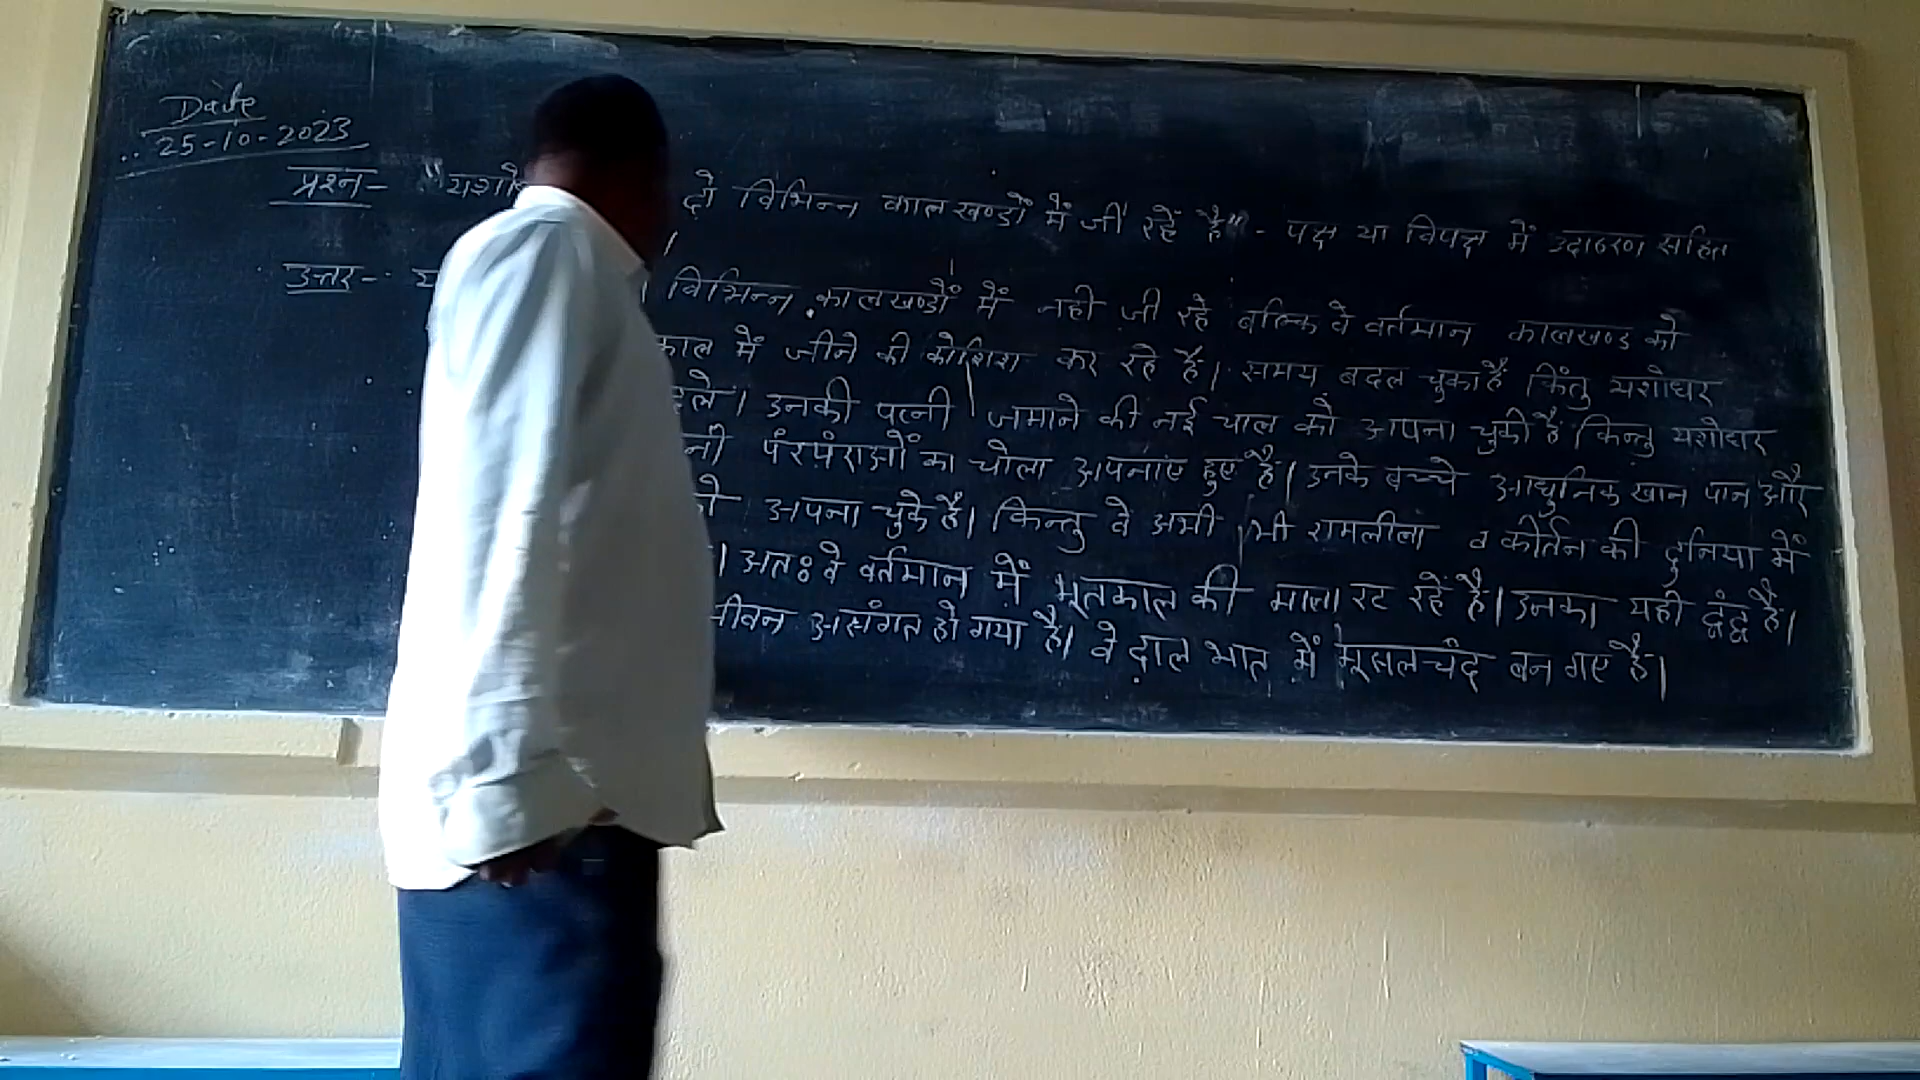 Date
25-10-2023
प्रश्न- "यशो दो विभिन्न कालखण्डों में जी रहें है"- पक्ष या विपक्ष में उदाहरण सहित
उत्तर- य विभिन्न कालखण्डों में नही जी रहे बल्कि वे वर्तमान कालखण्ड को
काल में जीने की कोशिश कर रहे है। समय बदल चुका है किंतु यशोधर
दले। उनकी पत्नी जमाने की नई चाल को अपना चुकी है किन्तु यशोधर
नी पंरपंराओं का चोला अपनाए हुए है। उनके बच्चे आधुनिक खान पान और
अपना चुके है। किन्तु वे अभी भी रामलीला व कीर्तन की दुनिया में
। अतः वे वर्तमान में भूतकाल की माला रट रहें है। उनका यही द्वंद्व है।
जीवन असंगत हो गया है। वे दाल भात में मूसलचंद बन गए है।